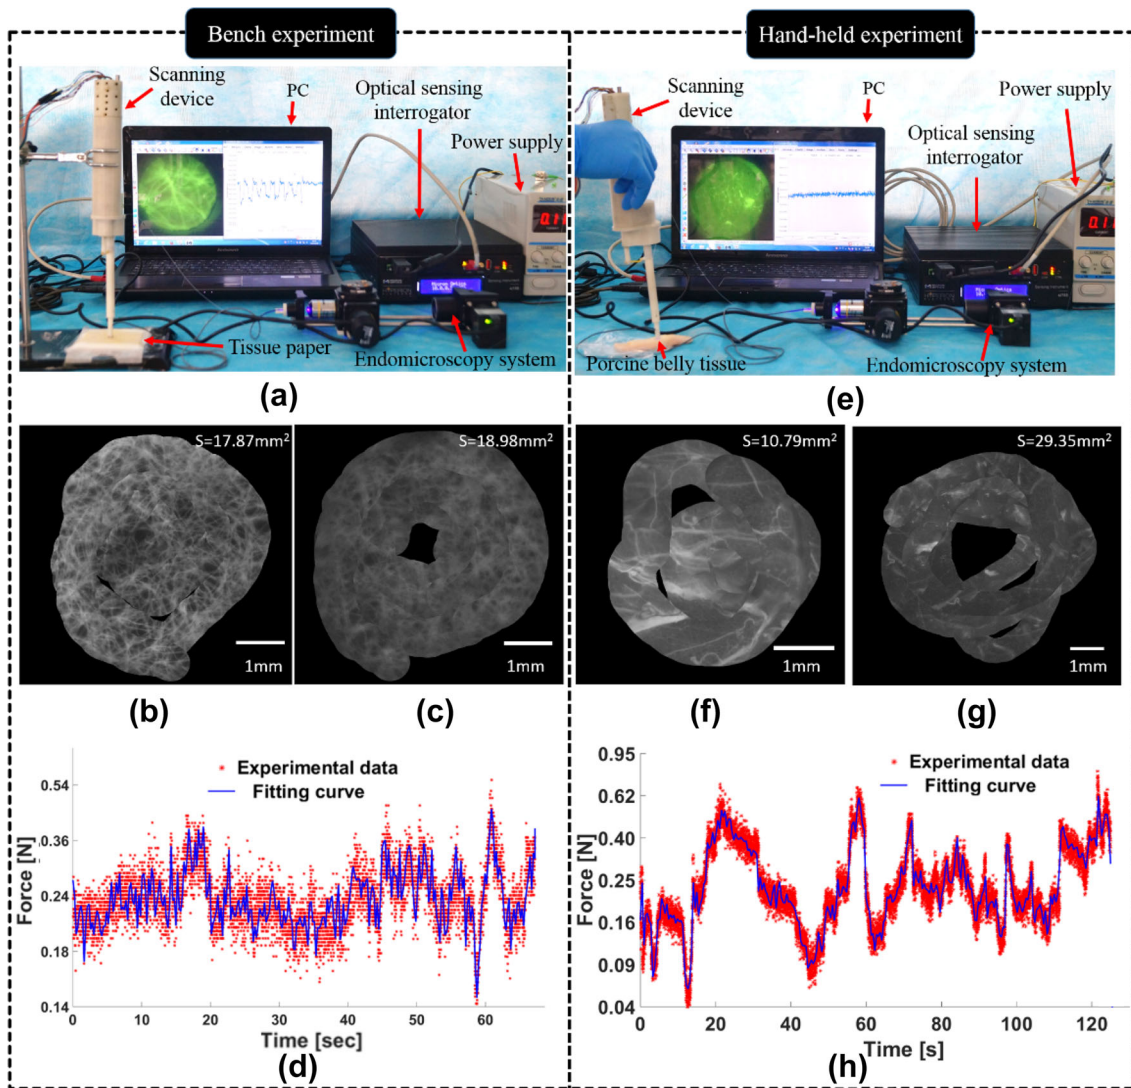 Bench experiment
Hand-held experiment
Scanning
device
PC
Optical sensing
interrogator
Power supply
Tissue paper
Endomicroscopy system
(a)
Scanning
device
PC
Power supply
Optical sensing
interrogator
Porcine belly tissue
Endomicroscopy system
(e)
S=17.87mm²
1mm
S=18.98mm²
1mm
S=10.79mm²
1mm
S=29.35mm²
1mm
(b)
(c)
(f)
(g)
Experimental data
Fitting curve
Force [N]
0.54
0.36
0.24
0.18
0.14
0 10 20 30 40 50 60
Time [sec]
(d)
Experimental data
Fitting curve
Force [N]
0.95
0.62
0.40
0.25
0.16
0.09
0.04
0 20 40 60 80 100 120
Time [s]
(h)